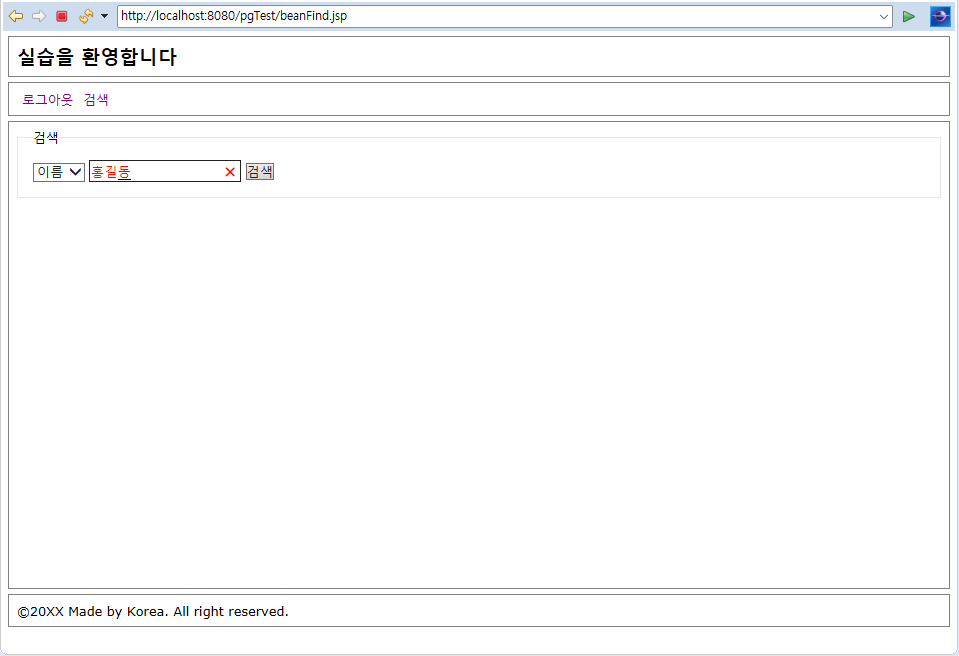 http://localhost:8080/pgTest/beanFind.jsp
실습을 환영합니다
로그아웃 검색
검색
이름 홍길동 검색
©20XX Made by Korea. All right reserved.